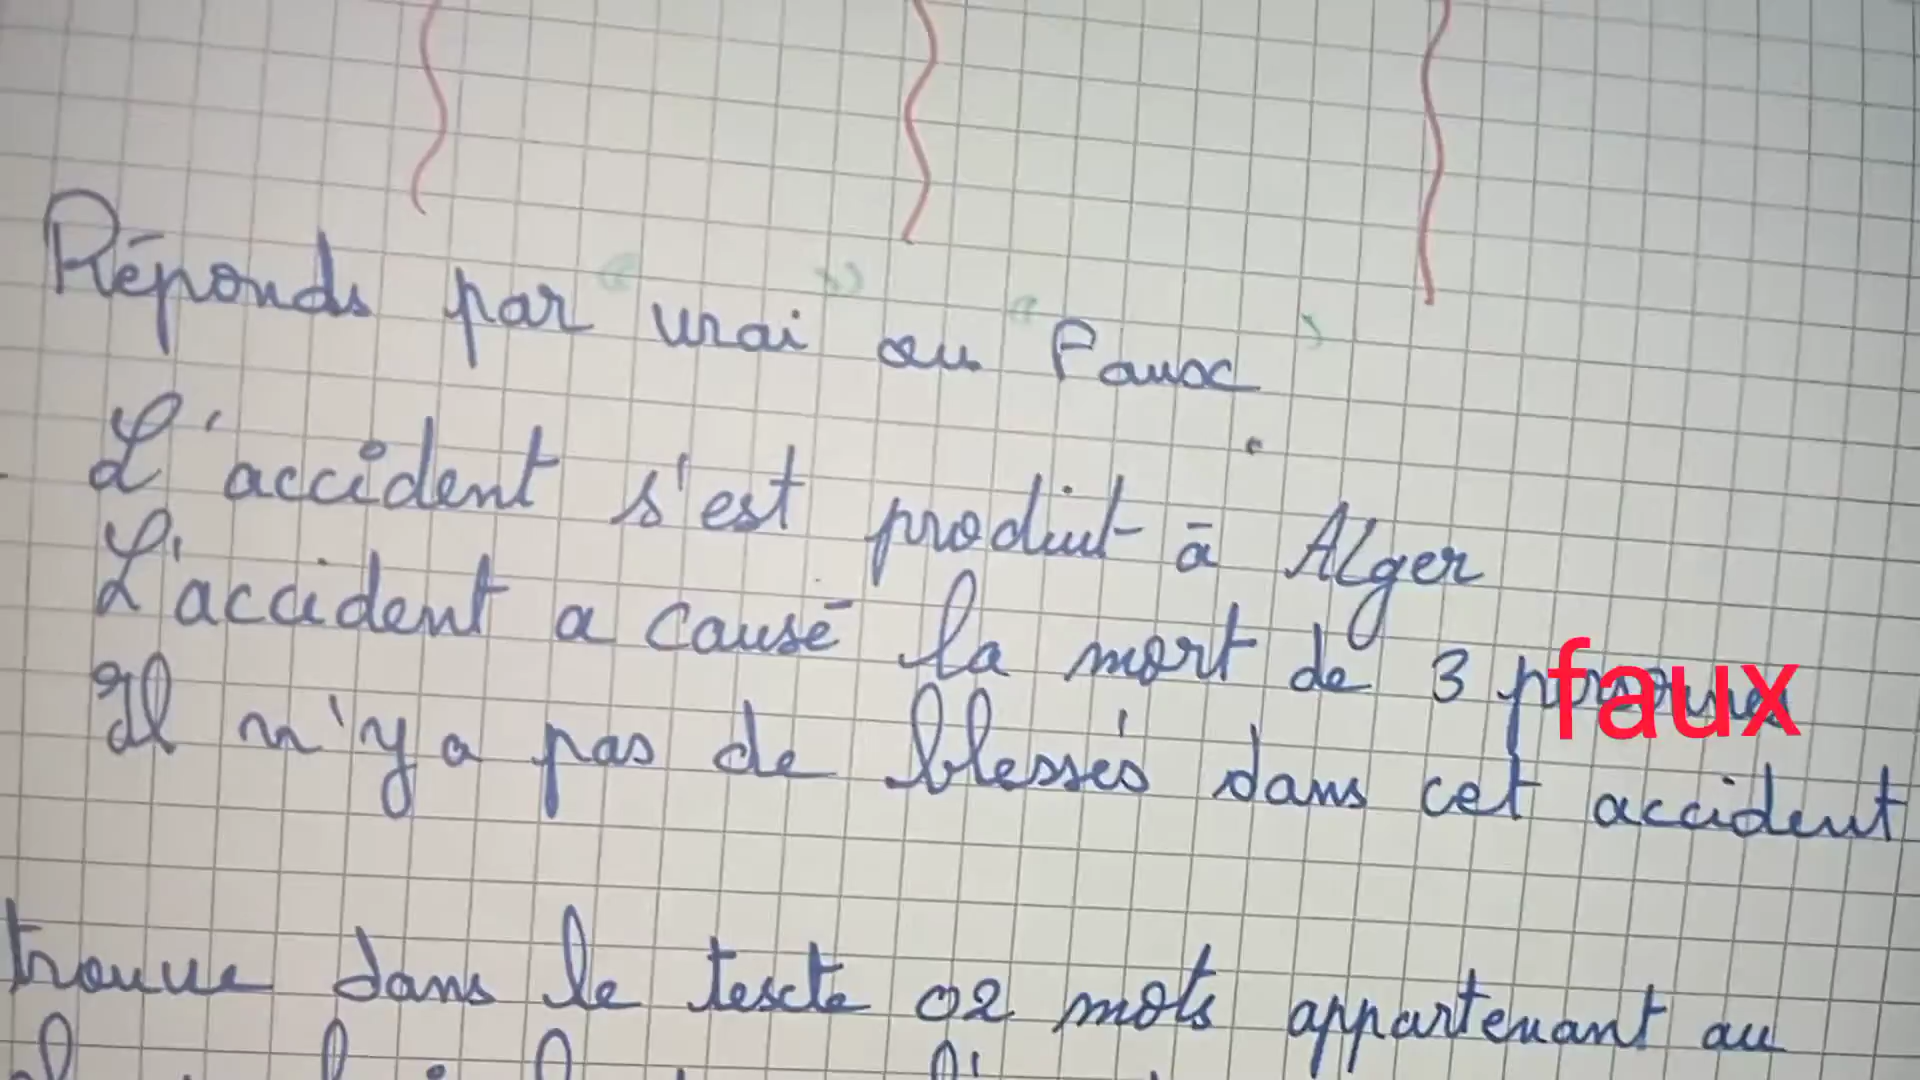 Réponds par "vrai" ou "Faux"
L'accident s'est produit à Alger
L'accident a causé la mort de 3 personnes
faux
Il n'y a pas de blessés dans cet accident
trouve dans le texte 02 mots appartenant au